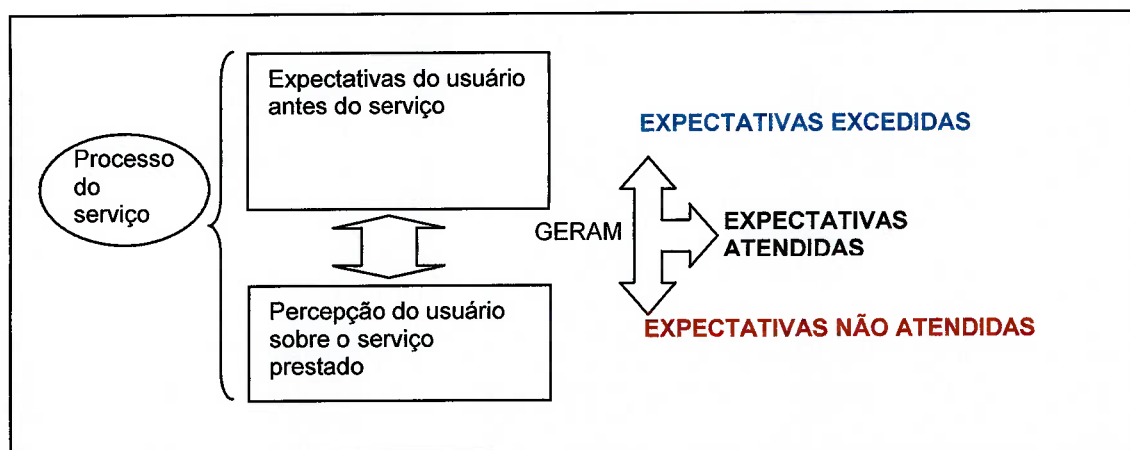 Processo
do
serviço
Expectativas do usuário
antes do serviço
Percepção do usuário
sobre o serviço
prestado
GERAM
EXPECTATIVAS EXCEDIDAS
EXPECTATIVAS
ATENDIDAS
EXPECTATIVAS NÃO ATENDIDAS